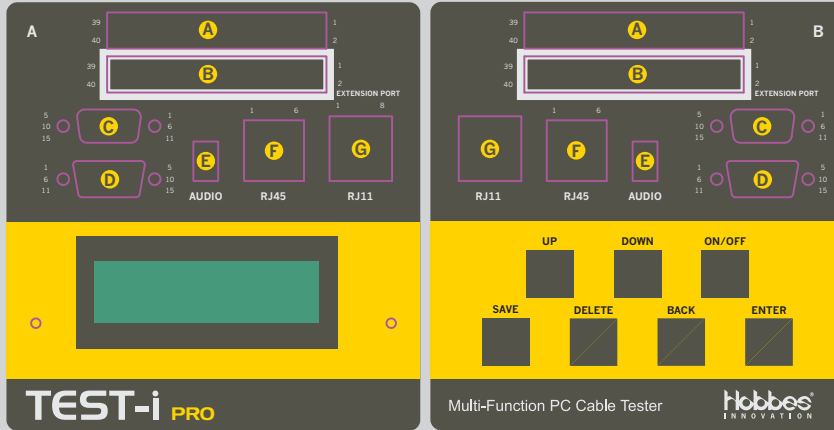 A
39 A 1
40 2
39 B 1
40 2
EXTENSION PORT
5 C 1
10 6
15 11
1 D 5
6 10
11 15
E
AUDIO
1 6
F
RJ45
1 8
G
RJ11
TEST-i PRO
B
A 1
2
39 B 1
40 2
EXTENSION PORT
G
RJ11
1 6
F
RJ45
E
AUDIO
5 C 1
10 6
15 11
1 D 5
6 10
11 15
UP DOWN ON/OFF
SAVE DELETE BACK ENTER
Multi-Function PC Cable Tester
Hobbes®
INNOVATION